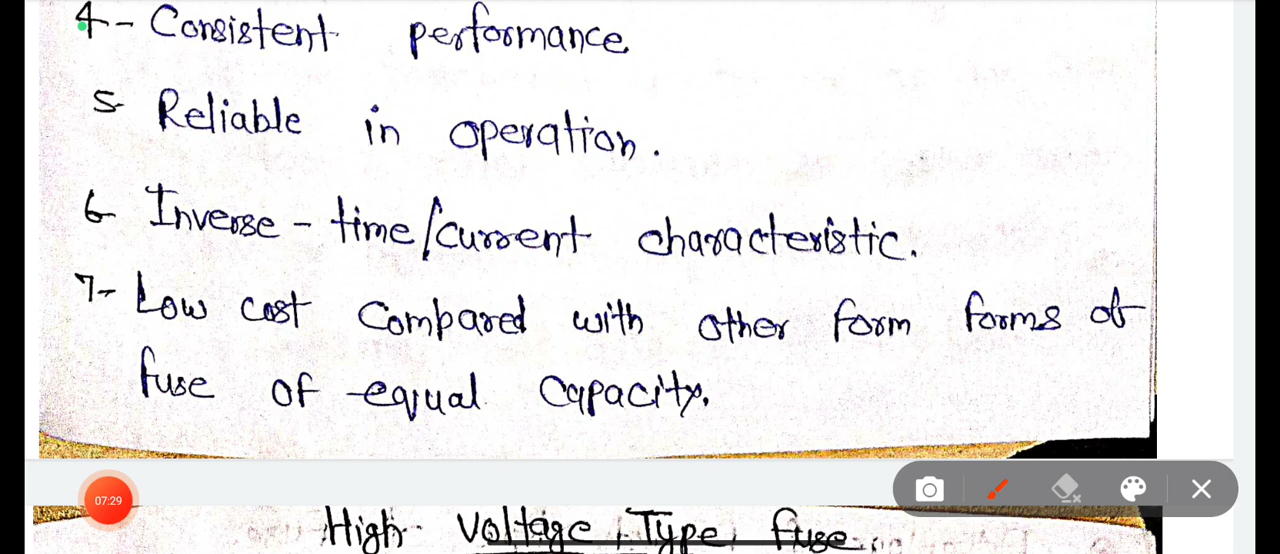 4- Consistent performance
5- Reliable in operation.
6- Inverse - time/current characteristic.
7- Low cost compared with other form forms of
fuse of equal capacity.
07:29
High Voltage Type fuse